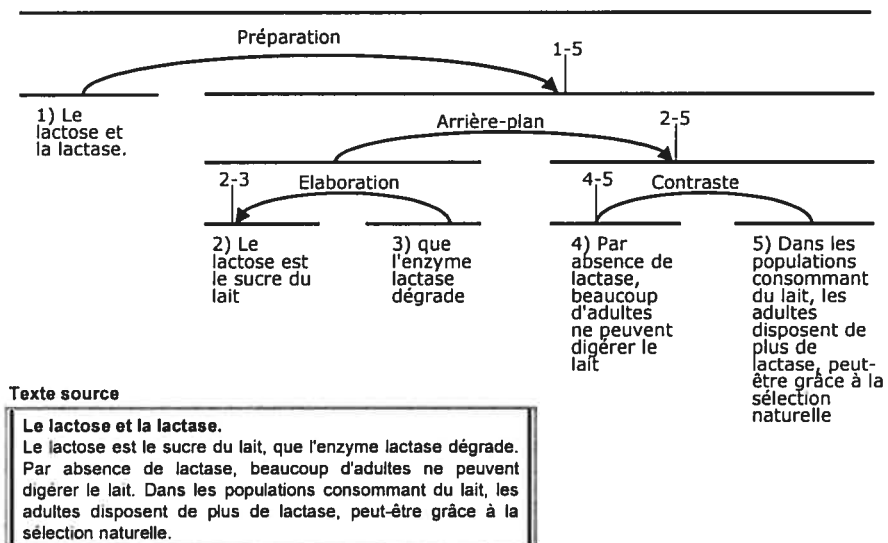 Préparation
1-5
1) Le
lactose et
la lactase.
Arrière-plan
2-5
2-3
Elaboration
4-5
Contraste
2) Le
lactose est
le sucre du
lait
3) que
l'enzyme
lactase
dégrade
4) Par
absence de
lactase,
beaucoup
d'adultes
ne peuvent
digérer le
lait
5) Dans les
populations
consommant
du lait, les
adultes
disposent de
plus de
lactase, peut-
être grâce à la
sélection
naturelle
Texte source
Le lactose et la lactase.
Le lactose est le sucre du lait, que l'enzyme lactase dégrade.
Par absence de lactase, beaucoup d'adultes ne peuvent
digérer le lait. Dans les populations consommant du lait, les
adultes disposent de plus de lactase, peut-être grâce à la
sélection naturelle.